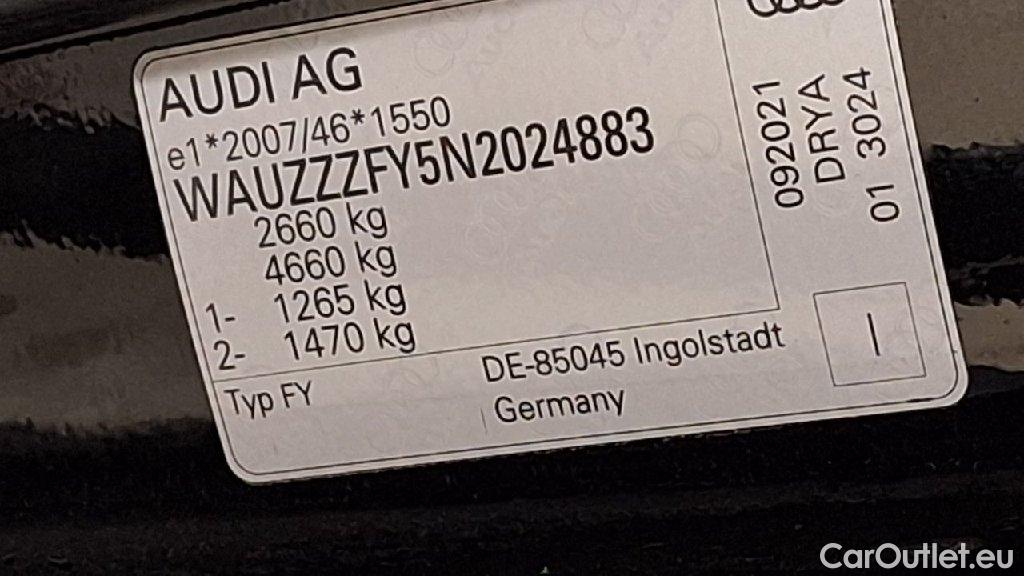 AUDI AG
e1*2007/46*1550
WAUZZZFY5N2024883
2660 kg
4660 kg
1- 1265 kg
2- 1470 kg
Typ FY
DE-85045 Ingolstadt
Germany
092021
DRYA
01 3024
I
CarOutlet.eu